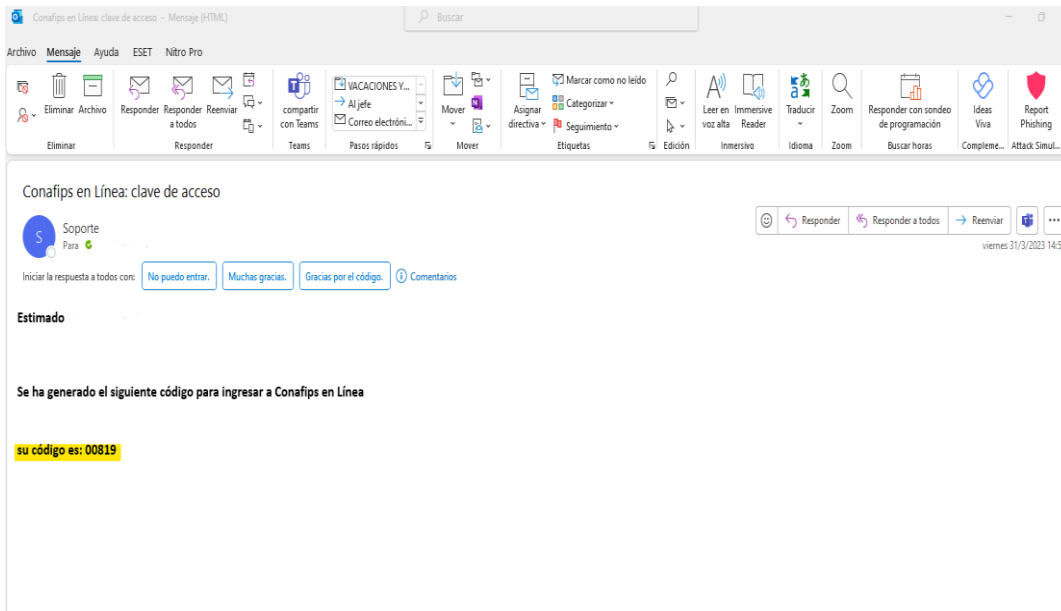 Conafips en Línea: clave de acceso - Mensaje (HTML)
Buscar
Archivo Mensaje Ayuda ESET Nitro Pro
Eliminar Archivo
Responder Responder a todos Reenviar
compartir con Teams
VACACIONES Y...
Al jefe
Correo electróni...
Mover
Asignar directiva
Marcar como no leído
Categorizar
Seguimiento
Leer en voz alta Immersive Reader
Traducir
Zoom
Responder con sondeo de programación
Ideas Viva
Report Phishing
Eliminar Responder Teams Pasos rápidos Mover Etiquetas Edición Inmersivo Idioma Zoom Buscar horas Compleme... Attack Simul...
Conafips en Línea: clave de acceso
S
Soporte
Para
Responder Responder a todos Reenviar
viernes 31/3/2023 14:5
Iniciar la respuesta a todos con: No puedo entrar. Muchas gracias. Gracias por el código. Comentarios
Estimado
Se ha generado el siguiente código para ingresar a Conafips en Línea
su código es: 00819